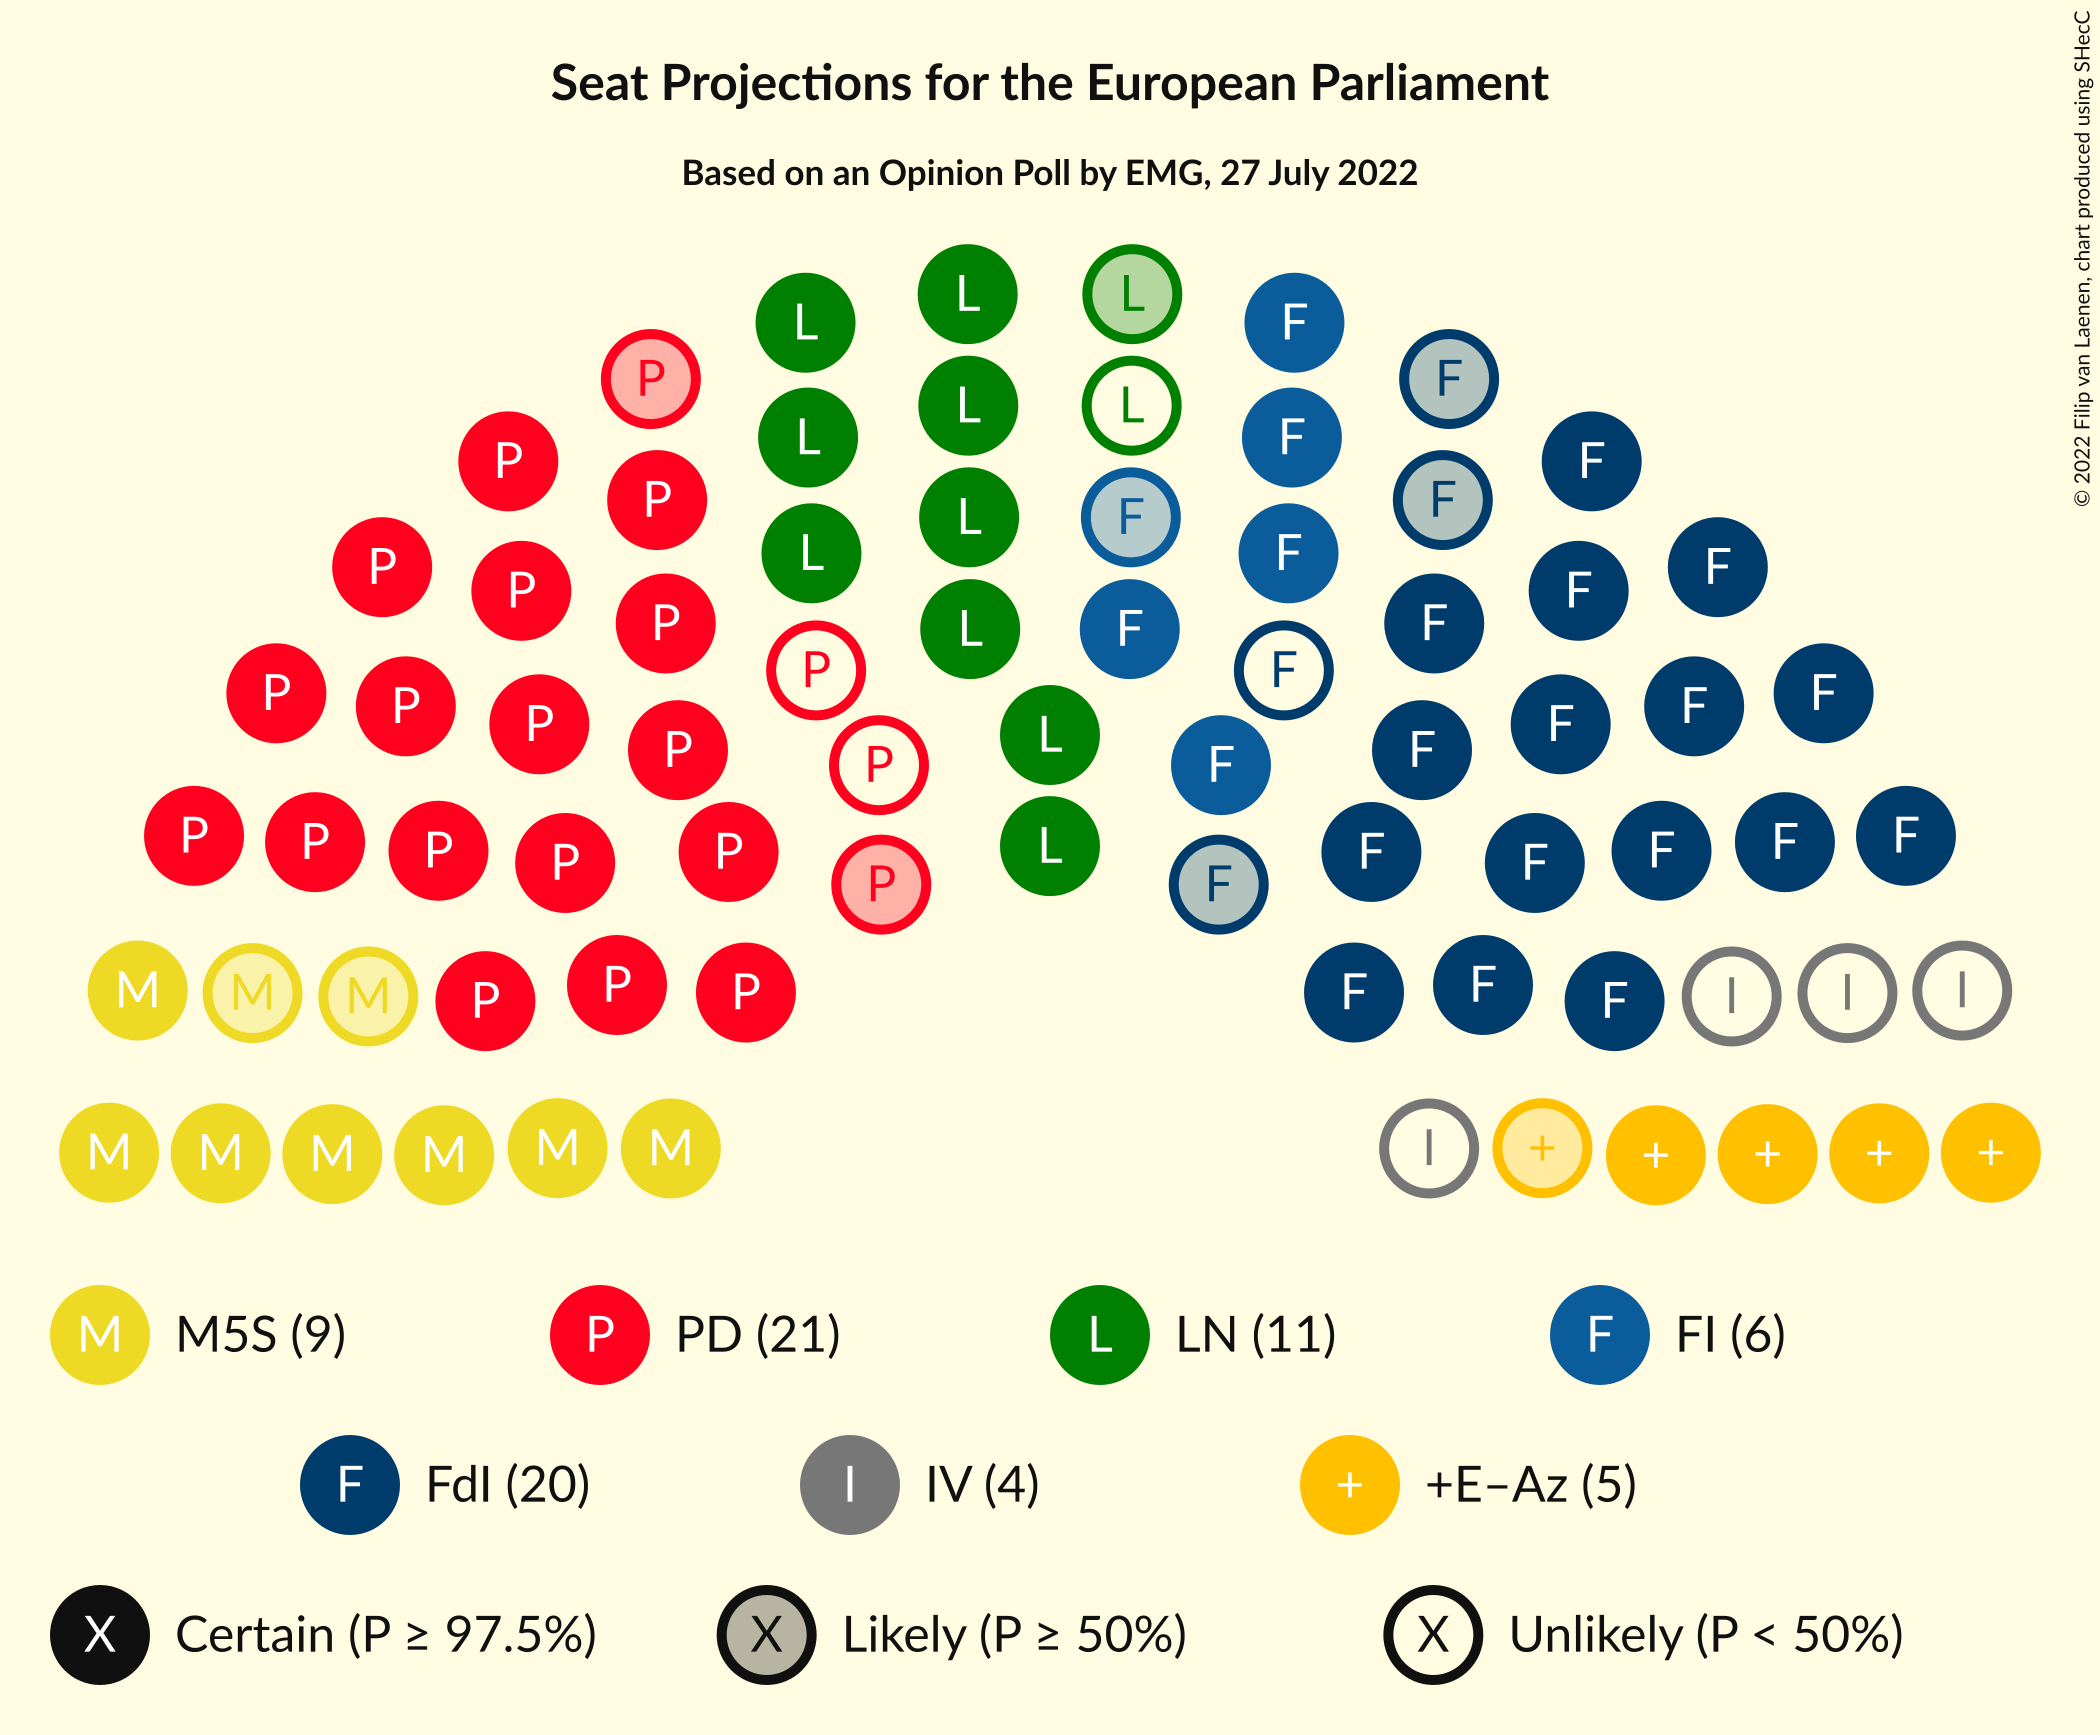 Seat Projections for the European Parliament
Based on an Opinion Poll by EMG, 27 July 2022
© 2022 Filip van Laenen, chart produced using SHecC
L L
L L F
P F
L L
L L F
P F
P F
P L F F
L F
P P F F
P P F F
P L F F
P F
P P F F
P P F F
L
P F
P P P P F F F F
P L F
P P P P F F F F
M M M P P P F F F I I I
M M M M M M I + + + + +
M M5S (9) P PD (21) L LN (11) F FI (6)
F FdI (20) I IV (4) + +E–Az (5)
X Certain (P ≥ 97.5%) X Likely (P ≥ 50%) X Unlikely (P < 50%)